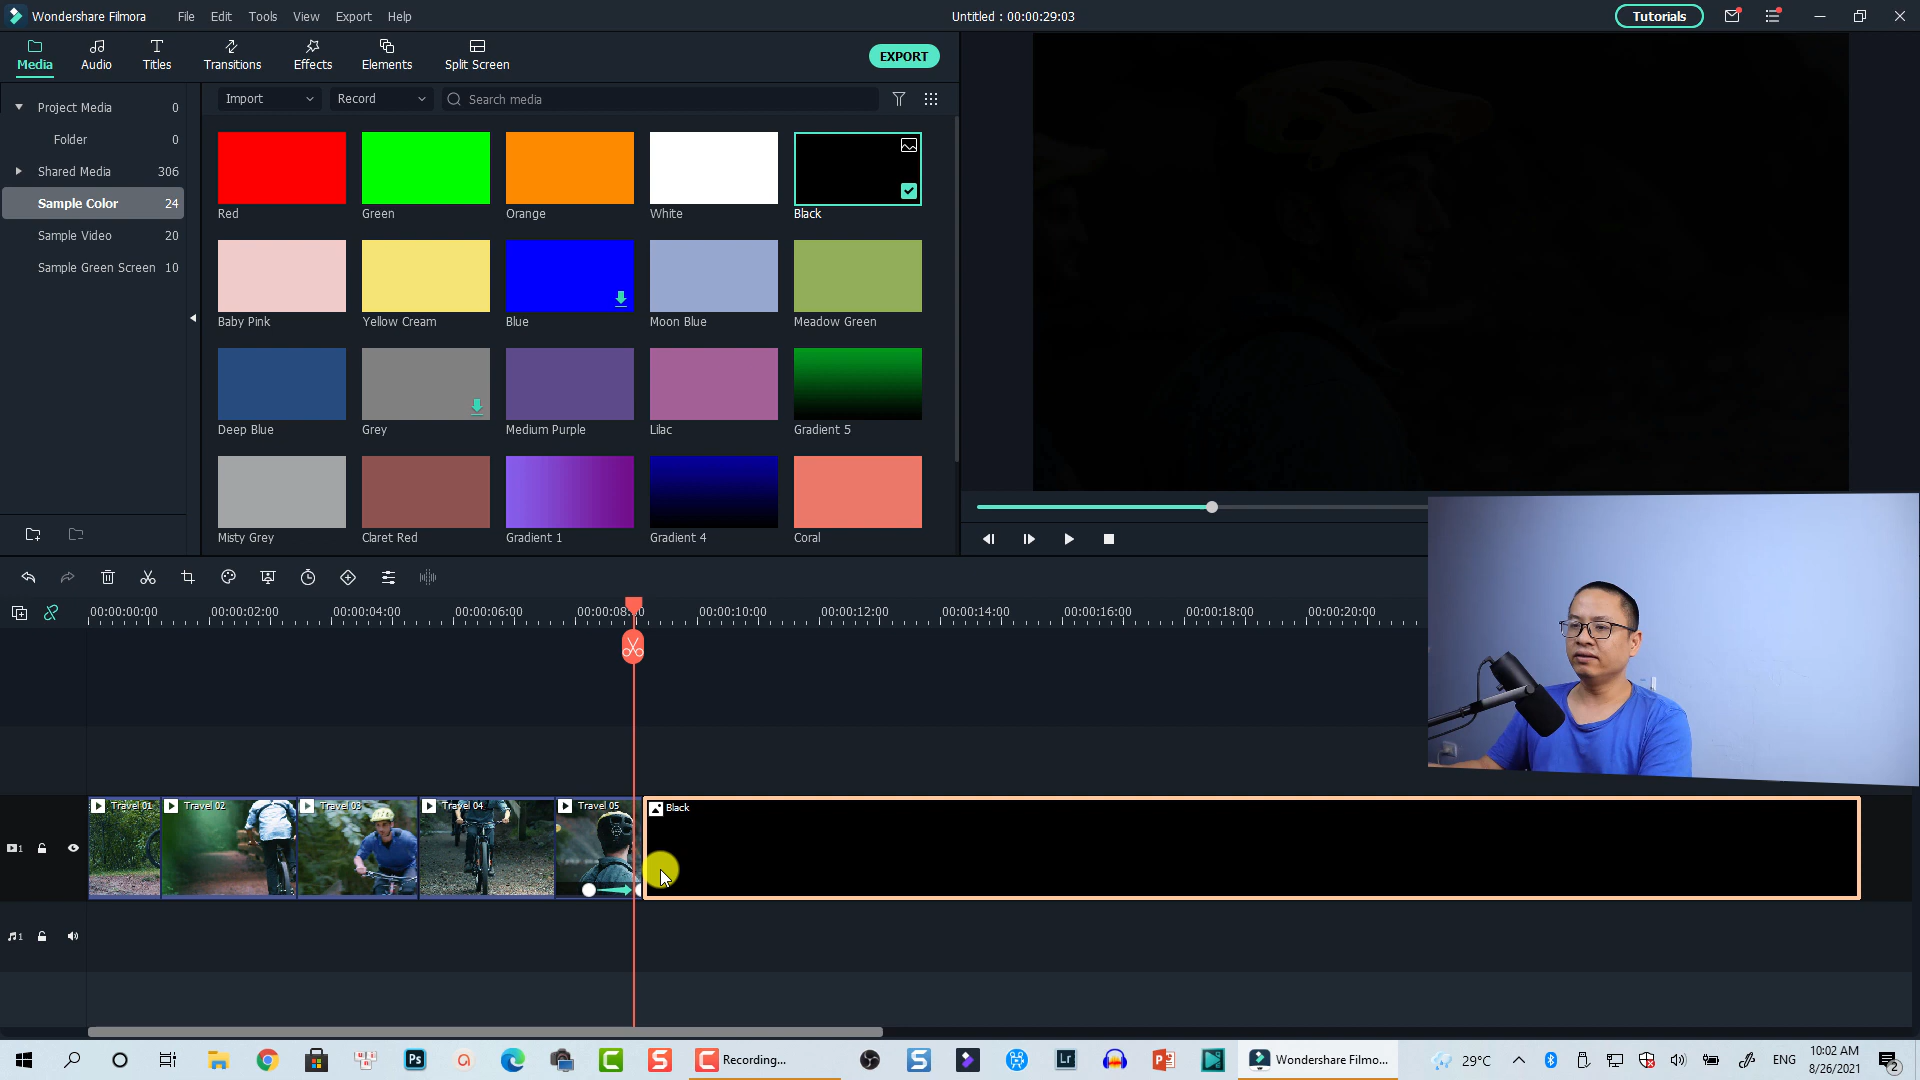 Wondershare Filmora
File Edit Tools View Export Help
Untitled : 00:00:29:03
Tutorials
Media Audio Titles Transitions Effects Elements Split Screen
EXPORT
Import Record Search media
Project Media 0
Folder 0
Shared Media 306
Sample Color 24
Sample Video 20
Sample Green Screen 10
Red Green Orange White Black
Baby Pink Yellow Cream Blue Moon Blue Meadow Green
Deep Blue Grey Medium Purple Lilac Gradient 5
Misty Grey Claret Red Gradient 1 Gradient 4 Coral
00:00:00:00 00:00:02:00 00:00:04:00 00:00:06:00 00:00:10:00 00:00:12:00 00:00:14:00 00:00:16:00 00:00:18:00 00:00:20:00
Travel 01 Travel 02 Travel 03 Travel 04 Travel 05 Black
1
1
Recording...
Wondershare Filmo...
29°C
ENG
10:02 AM
8/26/2021
2